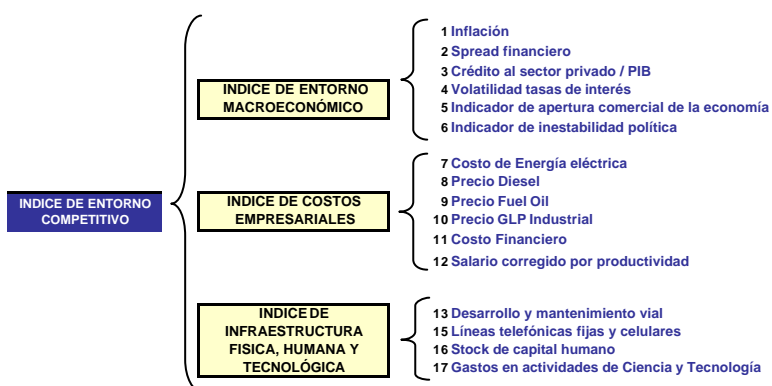 1 Inflación
2 Spread financiero
3 Crédito al sector privado / PIB
4 Volatilidad tasas de interés
5 Indicador de apertura comercial de la economía
6 Indicador de inestabilidad política
INDICE DE ENTORNO
MACROECONÓMICO
7 Costo de Energía eléctrica
8 Precio Diesel
9 Precio Fuel Oil
10 Precio GLP Industrial
11 Costo Financiero
12 Salario corregido por productividad
INDICE DE COSTOS
EMPRESARIALES
INDICE DE ENTORNO
COMPETITIVO
INDICE DE
INFRAESTRUCTURA
FISICA, HUMANA Y
TECNOLÓGICA
13 Desarrollo y mantenimiento vial
15 Líneas telefónicas fijas y celulares
16 Stock de capital humano
17 Gastos en actividades de Ciencia y Tecnología